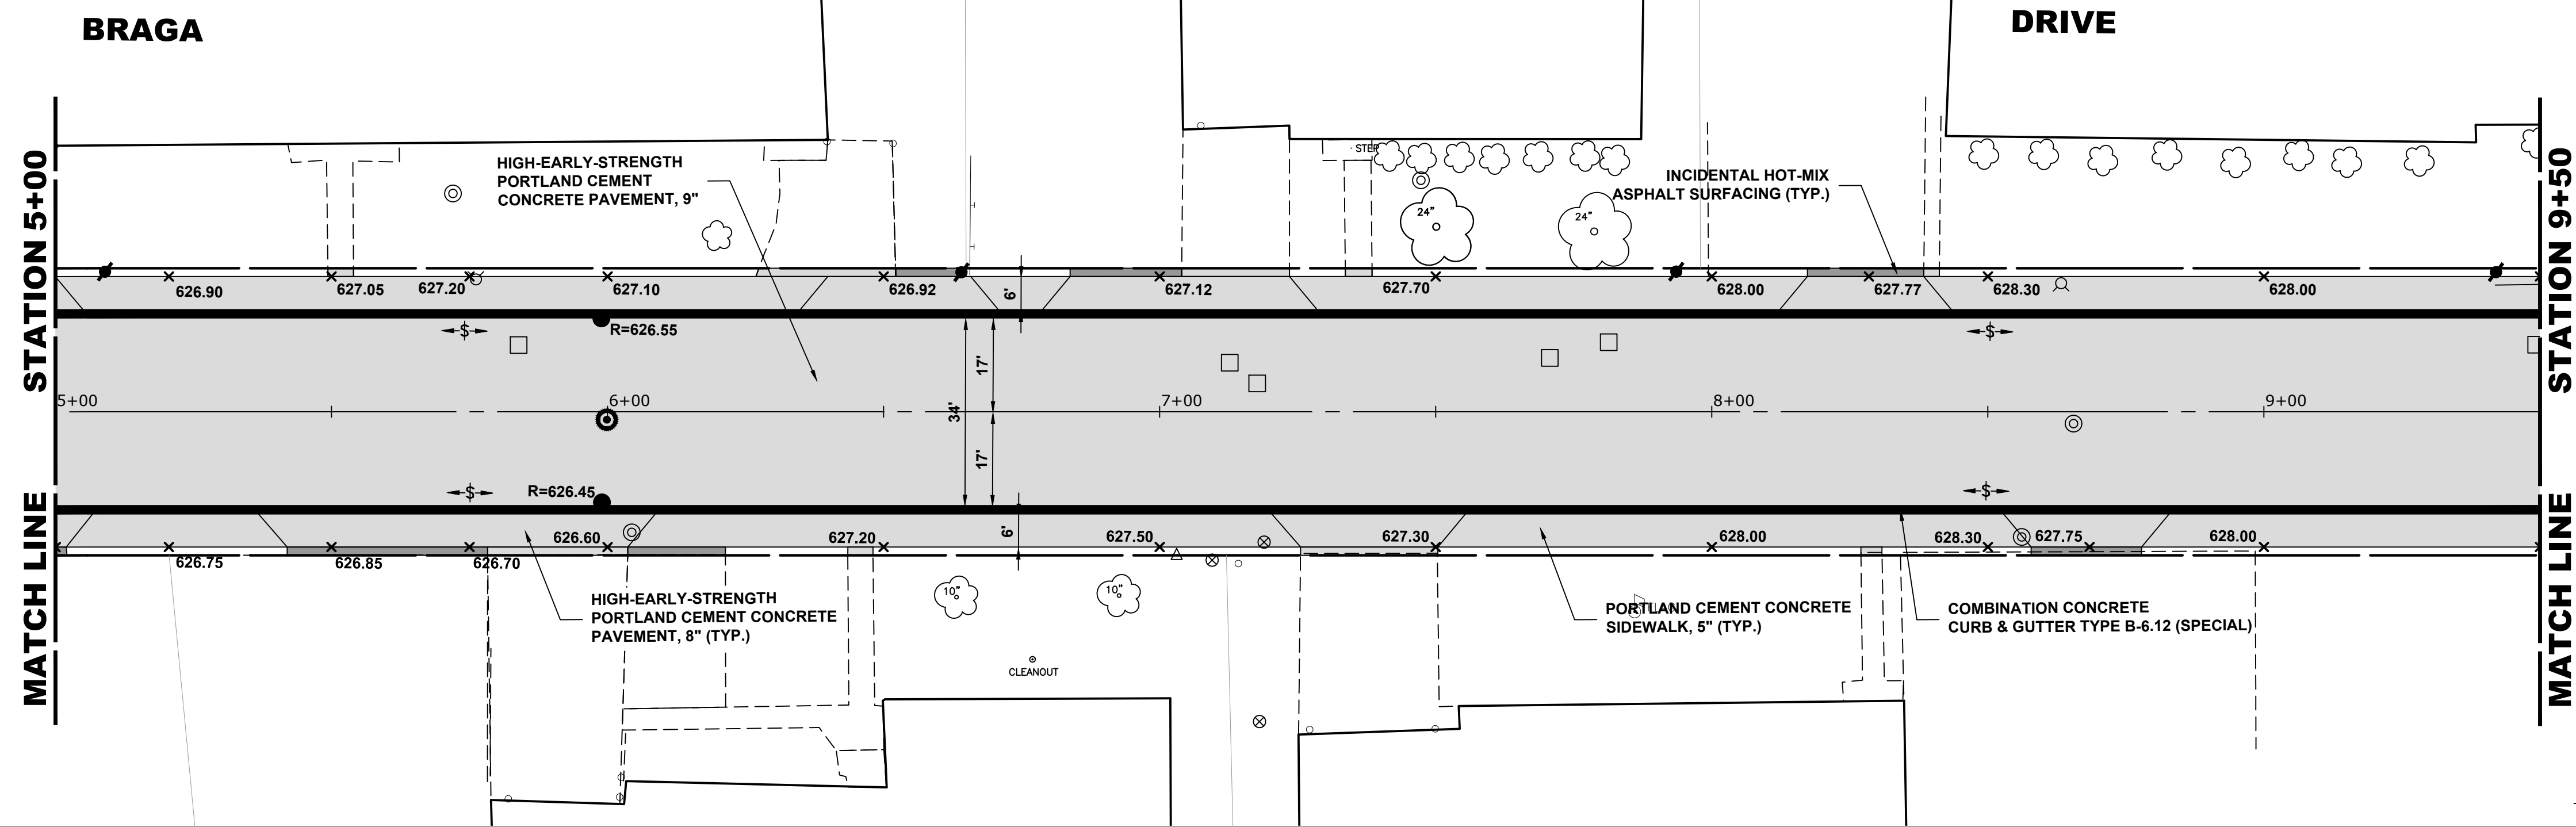 BRAGA
DRIVE
STATION 5+00
MATCH LINE
STATION 9+50
MATCH LINE
HIGH-EARLY-STRENGTH
PORTLAND CEMENT
CONCRETE PAVEMENT, 9"
STEP
24"
24"
INCIDENTAL HOT-MIX
ASPHALT SURFACING (TYP.)
626.90
627.05
627.20
627.10
626.92
6'
627.12
627.70
628.00
627.77
628.30
628.00
$
R=626.55
$
17'
34'
17'
5+00
6+00
7+00
8+00
9+00
$
R=626.45
$
626.75
626.85
626.70
626.60
627.20
6'
627.50
627.30
628.00
628.30
627.75
628.00
10"
10"
HIGH-EARLY-STRENGTH
PORTLAND CEMENT CONCRETE
PAVEMENT, 8" (TYP.)
PORTLAND CEMENT CONCRETE
SIDEWALK, 5" (TYP.)
COMBINATION CONCRETE
CURB & GUTTER TYPE B-6.12 (SPECIAL)
CLEANOUT